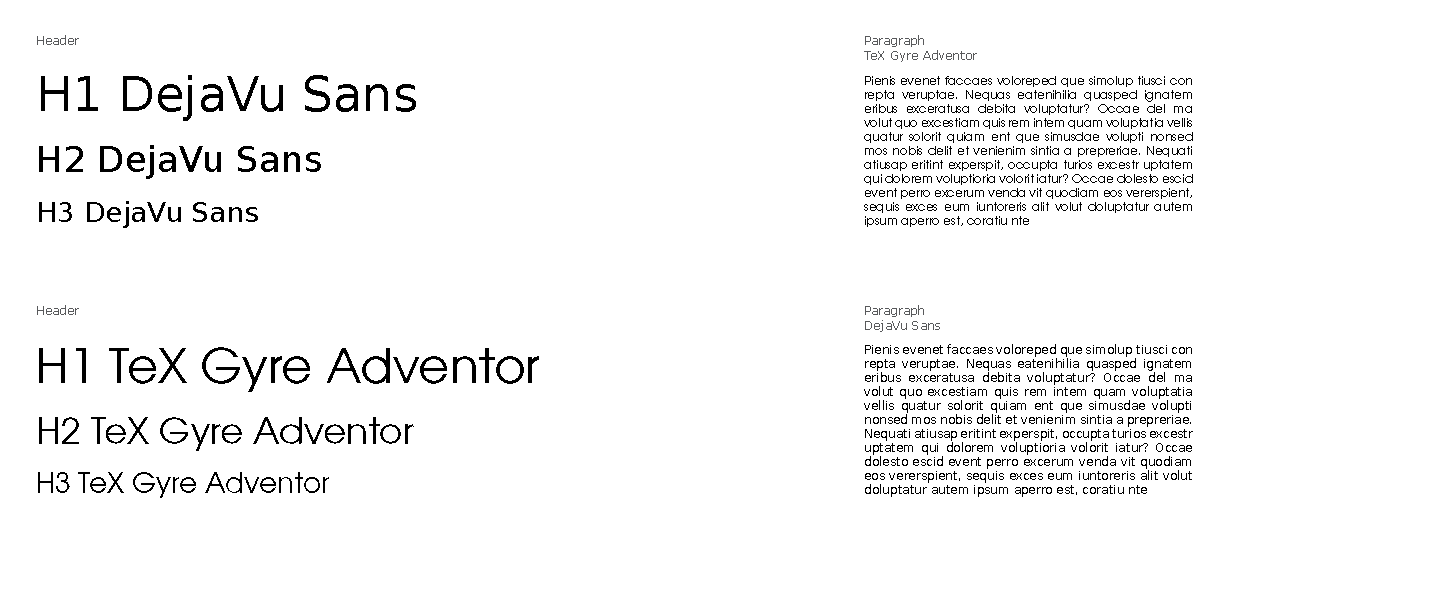 Header
H1 DejaVu Sans
H2 DejaVu Sans
H3 DejaVu Sans
Paragraph
TeX Gyre Adventor
Pienis evenet faccaes voloreped que simolup tiusci con
repta veruptae. Nequas eatenihilia quasped ignatem
eribus exceratusa debita voluptatur? Occae del ma
volut quo excestiam quis rem intem quam voluptatia vellis
quatur solorit quiam ent que simusdae volupti nonsed
mos nobis delit et venienim sintia a prepreriae. Nequati
atiusap eritint experspit, occupta turios excestr uptatem
qui dolorem voluptioria volorit iatur? Occae dolesto escid
event perro excerum venda vit quodiam eos vererspient,
sequis exces eum iuntoreris alit volut doluptatur autem
ipsum aperro est, coratiu nte
Header
H1 TeX Gyre Adventor
H2 TeX Gyre Adventor
H3 TeX Gyre Adventor
Paragraph
DejaVu Sans
Pienis evenet faccaes voloreped que simolup tiusci con
repta veruptae. Nequas eatenihilia quasped ignatem
eribus exceratusa debita voluptatur? Occae del ma
volut quo excestiam quis rem intem quam voluptatia
vellis quatur solorit quiam ent que simusdae volupti
nonsed mos nobis delit et venienim sintia a prepreriae.
Nequati atiusap eritint experspit, occupta turios excestr
uptatem qui dolorem voluptioria volorit iatur? Occae
dolesto escid event perro excerum venda vit quodiam
eos vererspient, sequis exces eum iuntoreris alit volut
doluptatur autem ipsum aperro est, coratiu nte